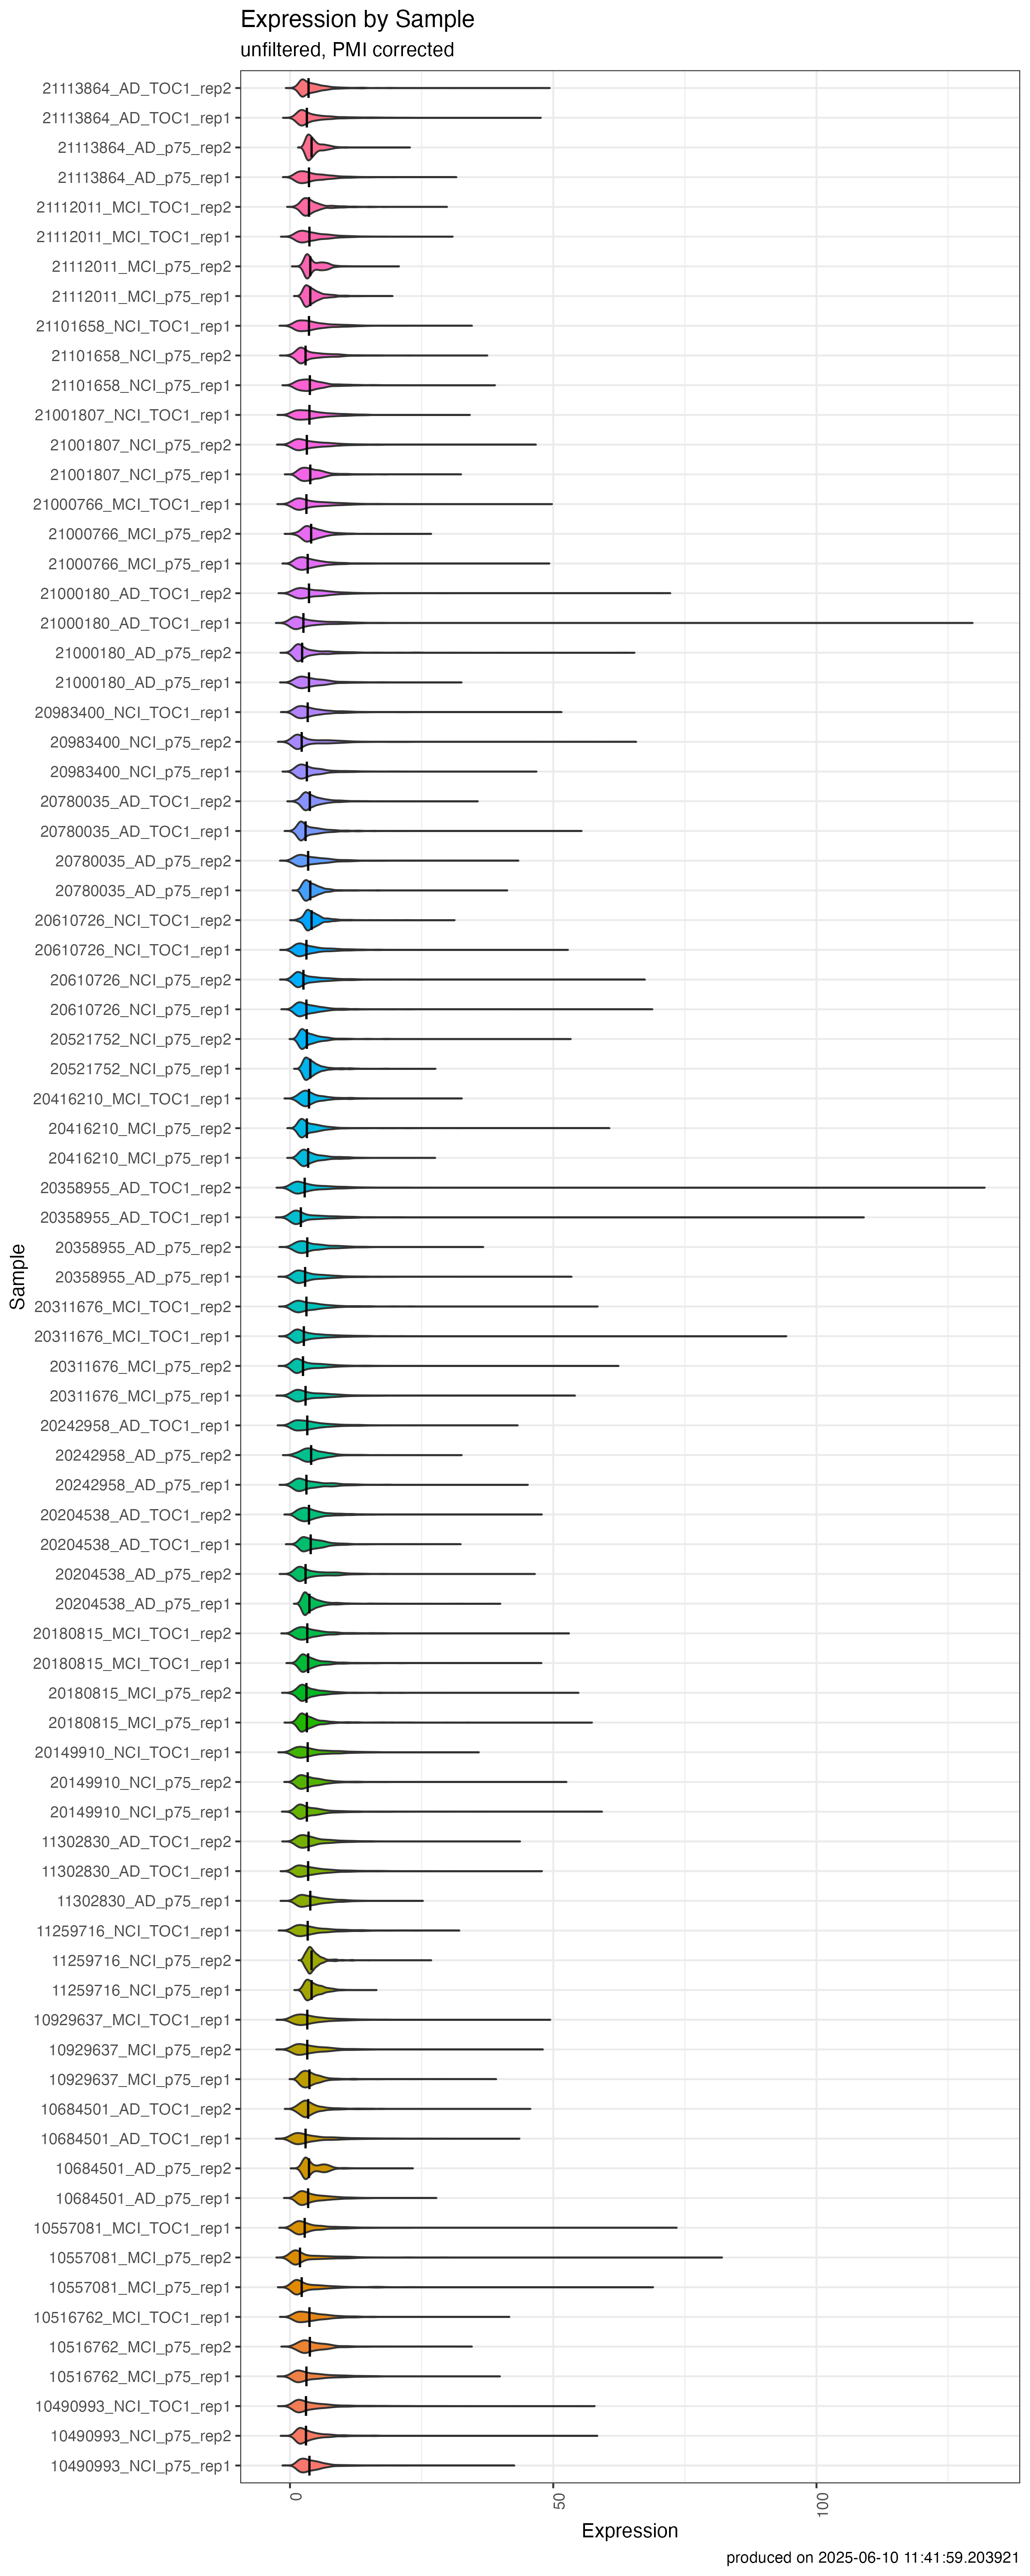 Expression by Sample
unfiltered, PMI corrected
21113864_AD_TOC1_rep2
21113864_AD_TOC1_rep1
21113864_AD_p75_rep2
21113864_AD_p75_rep1
21112011_MCI_TOC1_rep2
21112011_MCI_TOC1_rep1
21112011_MCI_p75_rep2
21112011_MCI_p75_rep1
21101658_NCI_TOC1_rep1
21101658_NCI_p75_rep2
21101658_NCI_p75_rep1
21001807_NCI_TOC1_rep1
21001807_NCI_p75_rep2
21001807_NCI_p75_rep1
21000766_MCI_TOC1_rep1
21000766_MCI_p75_rep2
21000766_MCI_p75_rep1
21000180_AD_TOC1_rep2
21000180_AD_TOC1_rep1
21000180_AD_p75_rep2
21000180_AD_p75_rep1
20983400_NCI_TOC1_rep1
20983400_NCI_p75_rep2
20983400_NCI_p75_rep1
20780035_AD_TOC1_rep2
20780035_AD_TOC1_rep1
20780035_AD_p75_rep2
20780035_AD_p75_rep1
20610726_NCI_TOC1_rep2
20610726_NCI_TOC1_rep1
20610726_NCI_p75_rep2
20610726_NCI_p75_rep1
20521752_NCI_p75_rep2
20521752_NCI_p75_rep1
20416210_MCI_TOC1_rep1
20416210_MCI_p75_rep2
20416210_MCI_p75_rep1
20358955_AD_TOC1_rep2
20358955_AD_TOC1_rep1
20358955_AD_p75_rep2
20358955_AD_p75_rep1
20311676_MCI_TOC1_rep2
20311676_MCI_TOC1_rep1
20311676_MCI_p75_rep2
20311676_MCI_p75_rep1
20242958_AD_TOC1_rep1
20242958_AD_p75_rep2
20242958_AD_p75_rep1
20204538_AD_TOC1_rep2
20204538_AD_TOC1_rep1
20204538_AD_p75_rep2
20204538_AD_p75_rep1
20180815_MCI_TOC1_rep2
20180815_MCI_TOC1_rep1
20180815_MCI_p75_rep2
20180815_MCI_p75_rep1
20149910_NCI_TOC1_rep1
20149910_NCI_p75_rep2
20149910_NCI_p75_rep1
11302830_AD_TOC1_rep2
11302830_AD_TOC1_rep1
11302830_AD_p75_rep1
11259716_NCI_TOC1_rep1
11259716_NCI_p75_rep2
11259716_NCI_p75_rep1
10929637_MCI_TOC1_rep1
10929637_MCI_p75_rep2
10929637_MCI_p75_rep1
10684501_AD_TOC1_rep2
10684501_AD_TOC1_rep1
10684501_AD_p75_rep2
10684501_AD_p75_rep1
10557081_MCI_TOC1_rep1
10557081_MCI_p75_rep2
10557081_MCI_p75_rep1
10516762_MCI_TOC1_rep1
10516762_MCI_p75_rep2
10516762_MCI_p75_rep1
10490993_NCI_TOC1_rep1
10490993_NCI_p75_rep2
10490993_NCI_p75_rep1
Sample
0
50
100
Expression
produced on 2025-06-10 11:41:59.203921